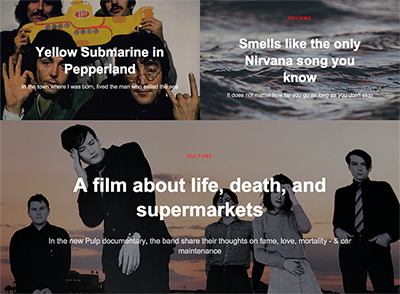 Yellow Submarine in
Pepperland
In the town where I was born, lived the man who sailed the sea
REVIEWS
Smells like the only
Nirvana song you
know
It does not matter how far you go as long as you don't stop
CULTURE
A film about life, death, and
supermarkets
In the new Pulp documentary, the band share their thoughts on fame, love, mortality - & car
maintenance